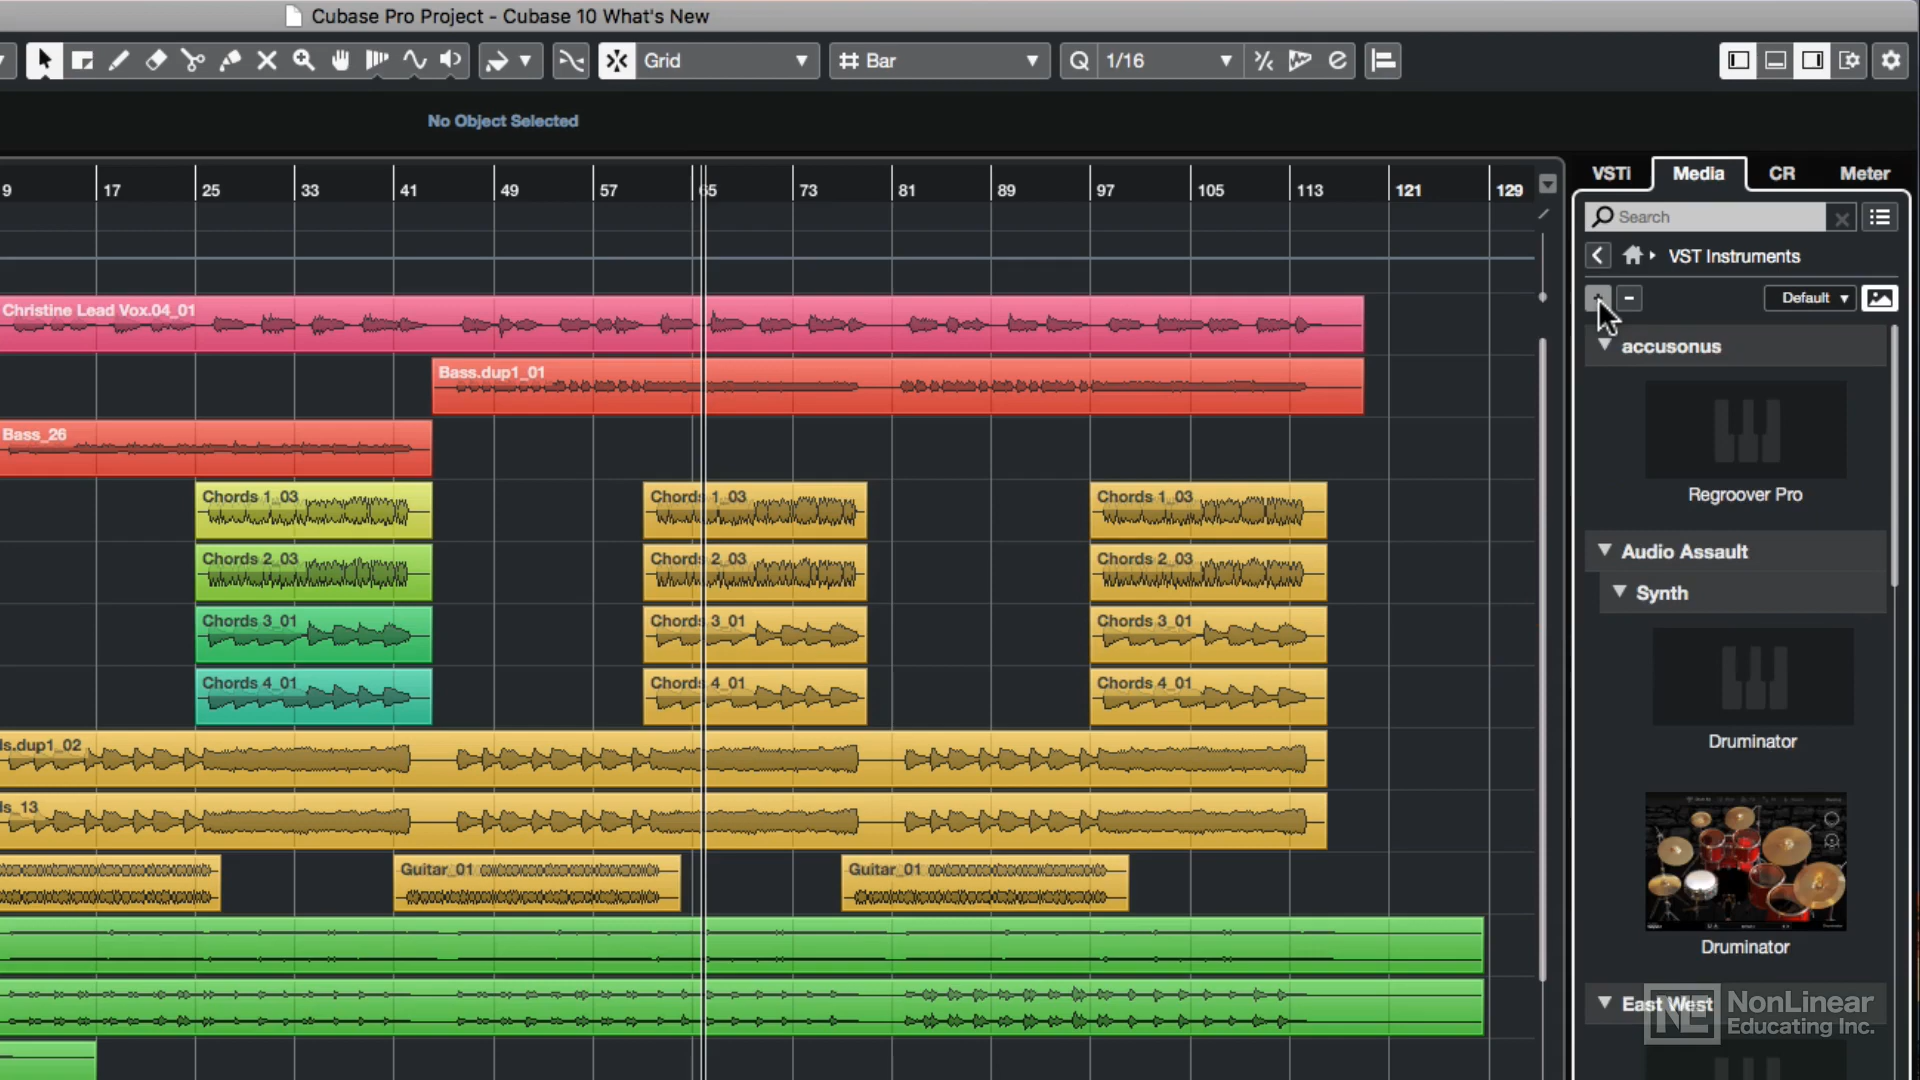 Cubase Pro Project - Cubase 10 What's New
Grid
Bar
Q
1/16
No Object Selected
9 17 25 33 41 49 57 65 73 81 89 97 105 113 121 129
VSTi Media CR Meter
Search
VST Instruments
Default
accusonus
Regroover Pro
Audio Assault
Synth
Druminator
Druminator
East West
Christine Lead Vox.04_01
Bass.dup1_01
Bass_26
Chords 1_03 Chords 1_03 Chords 1_03
Chords 2_03 Chords 2_03 Chords 2_03
Chords 3_01 Chords 3_01 Chords 3_01
Chords 4_01 Chords 4_01 Chords 4_01
ds.dup1_02
ds_13
Guitar_01 Guitar_01
NonLinear
Educating Inc.